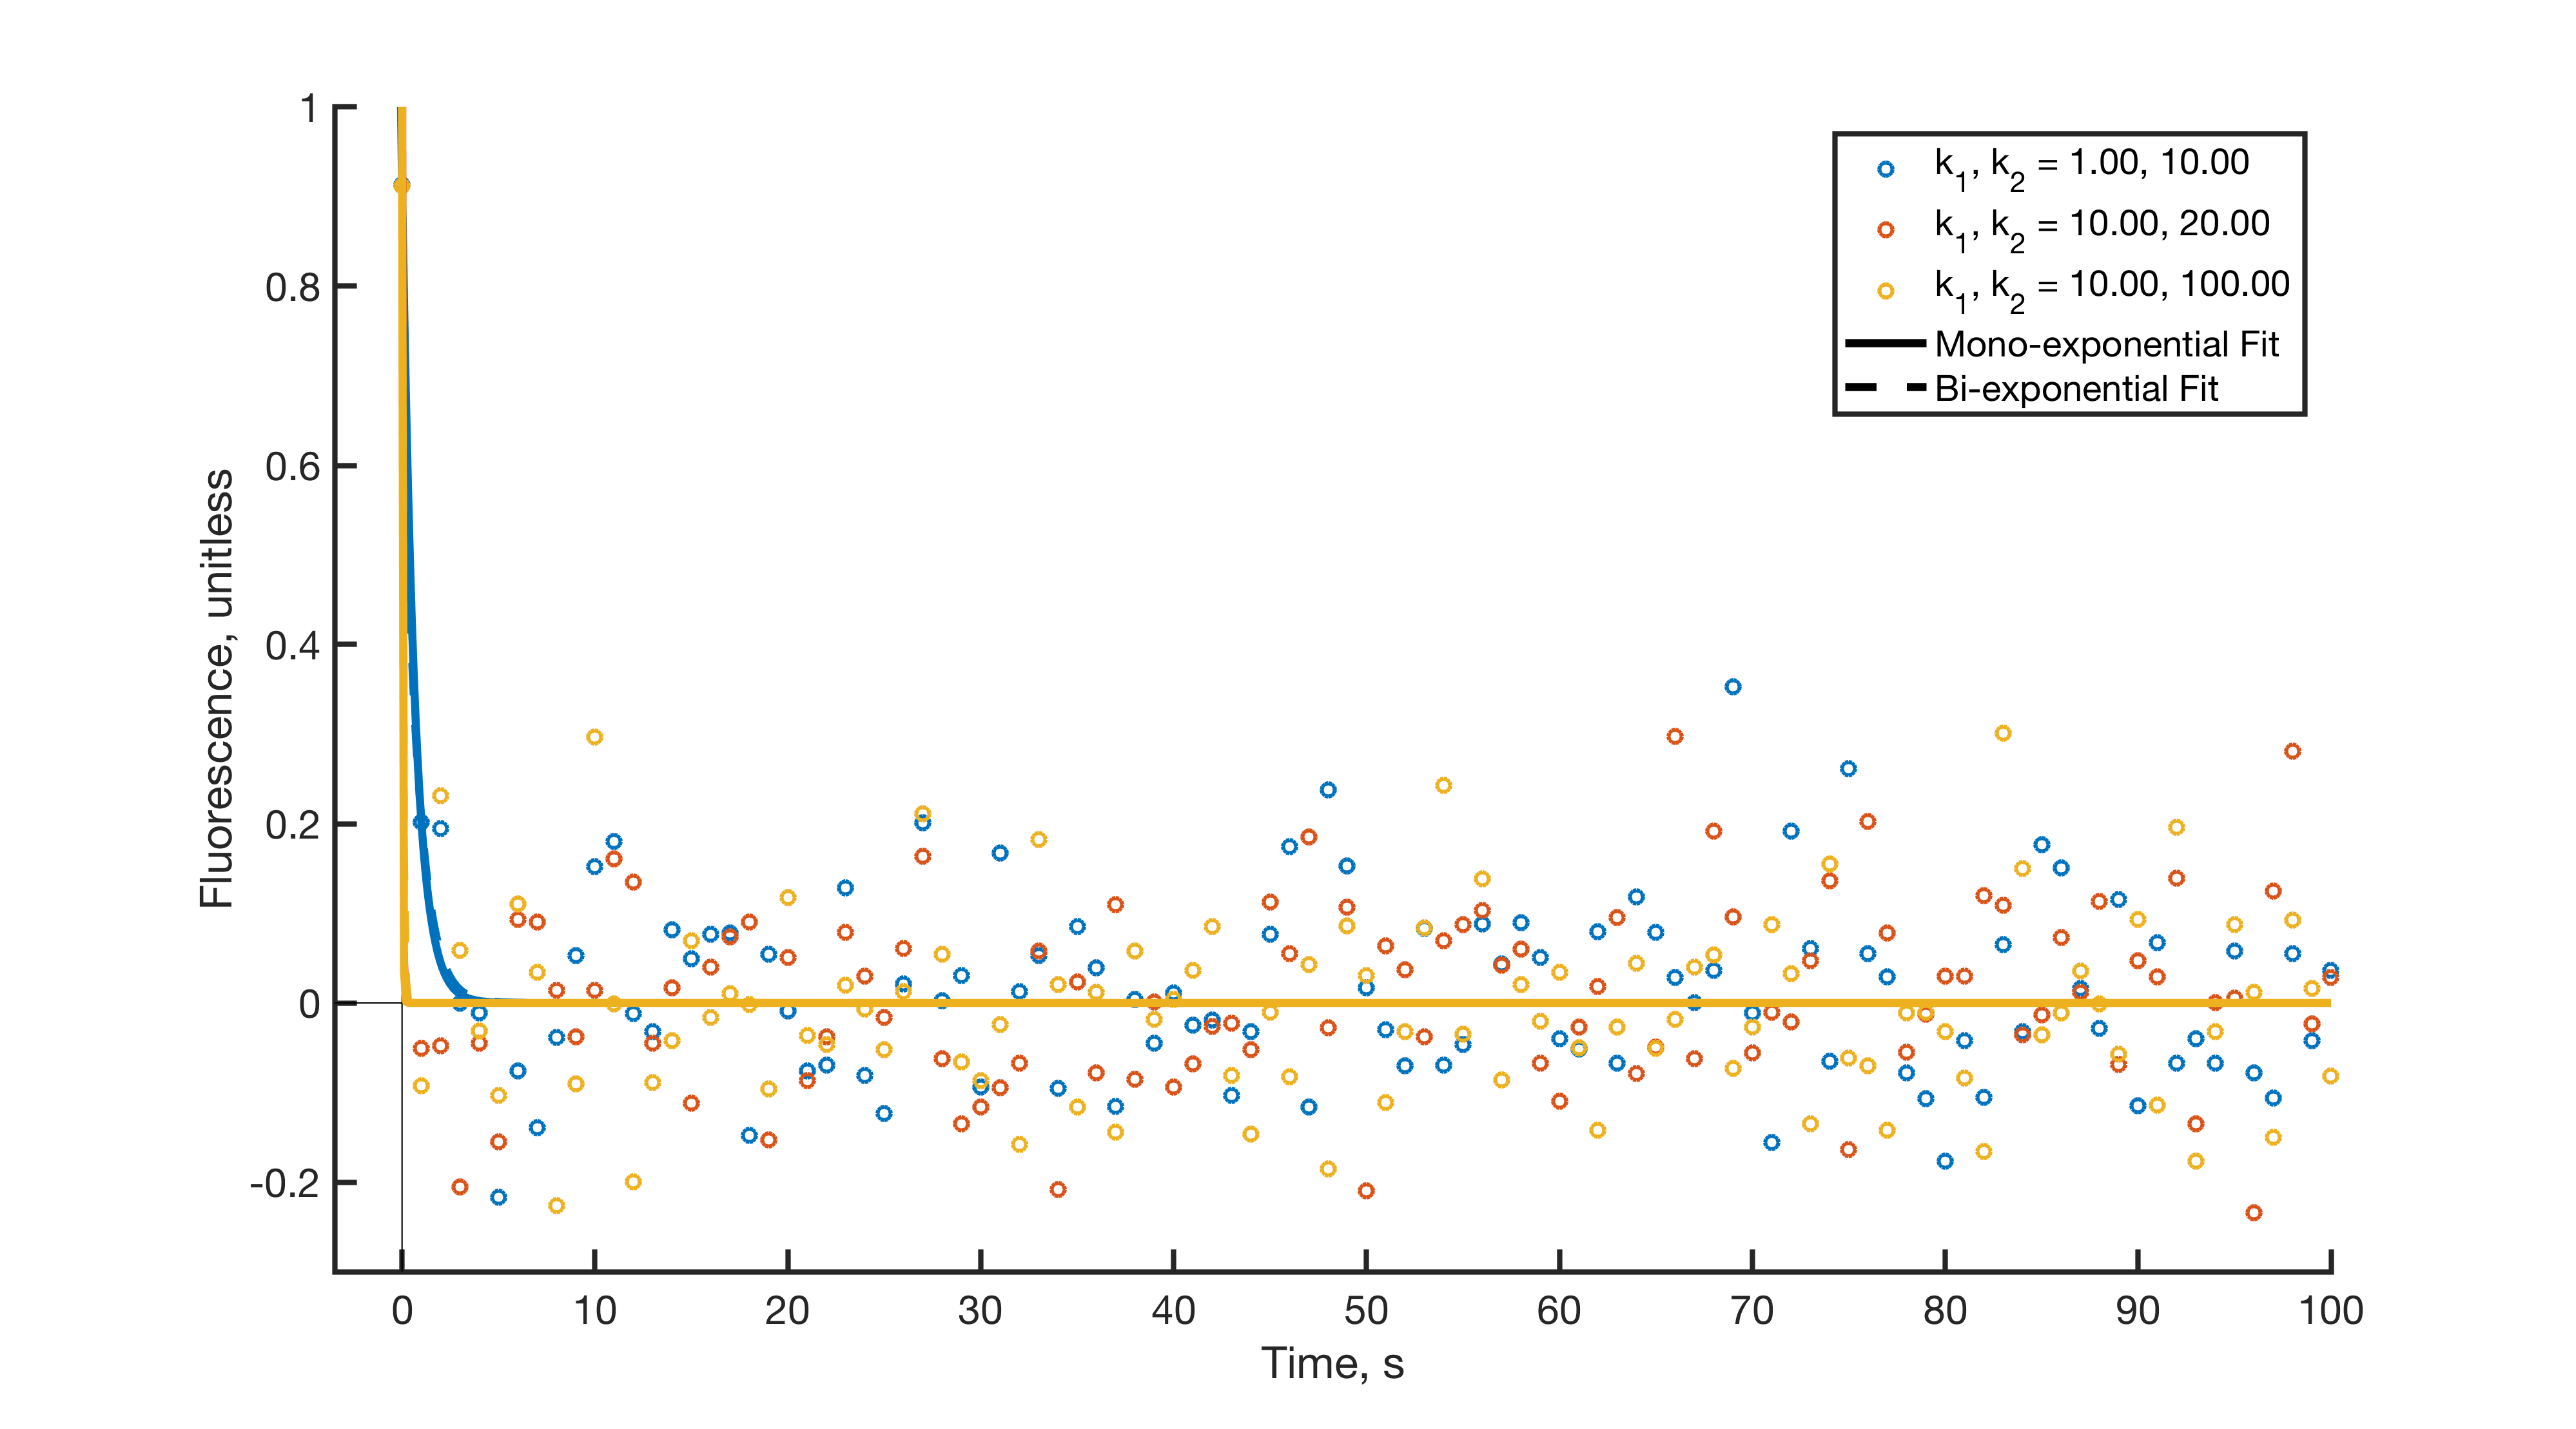 1
0.8
0.6
0.4
0.2
0
-0.2
Fluorescence, unitless
0 10 20 30 40 50 60 70 80 90 100
Time, s
k1, k2 = 1.00, 10.00
k1, k2 = 10.00, 20.00
k1, k2 = 10.00, 100.00
Mono-exponential Fit
Bi-exponential Fit